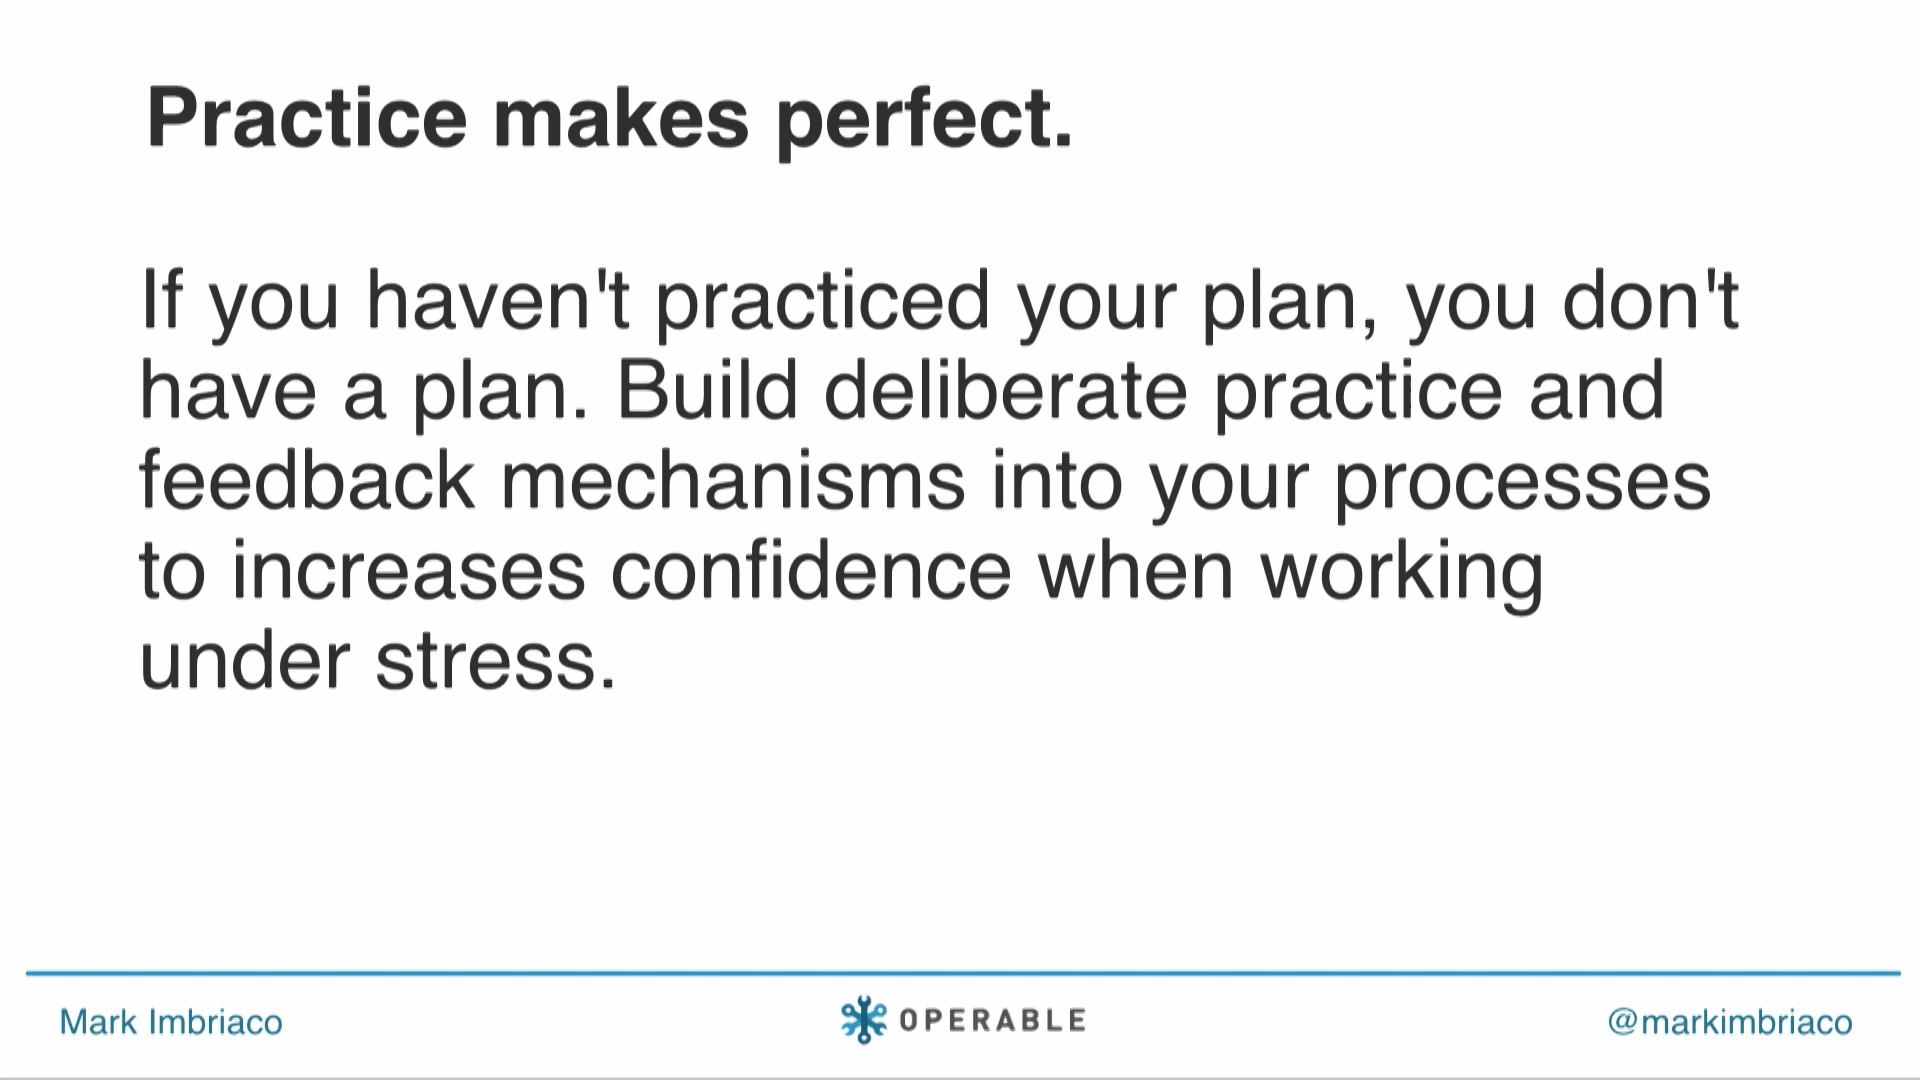 Practice makes perfect.
If you haven't practiced your plan, you don't
have a plan. Build deliberate practice and
feedback mechanisms into your processes
to increases confidence when working
under stress.
Mark Imbriaco
OPERABLE
@markimbriaco